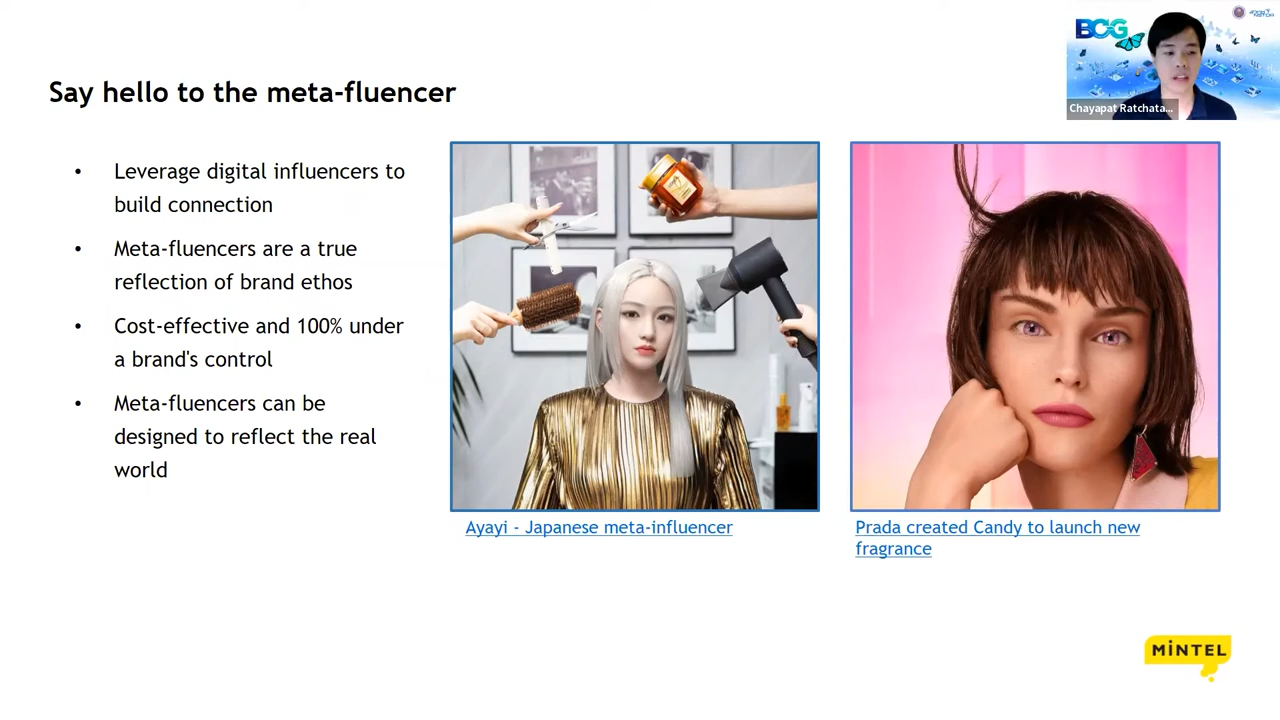 BCG
Chayapat Ratchata...
Say hello to the meta-fluencer
• Leverage digital influencers to
build connection
• Meta-fluencers are a true
reflection of brand ethos
• Cost-effective and 100% under
a brand's control
• Meta-fluencers can be
designed to reflect the real
world
Ayayi - Japanese meta-influencer
Prada created Candy to launch new
fragrance
MiNTEL